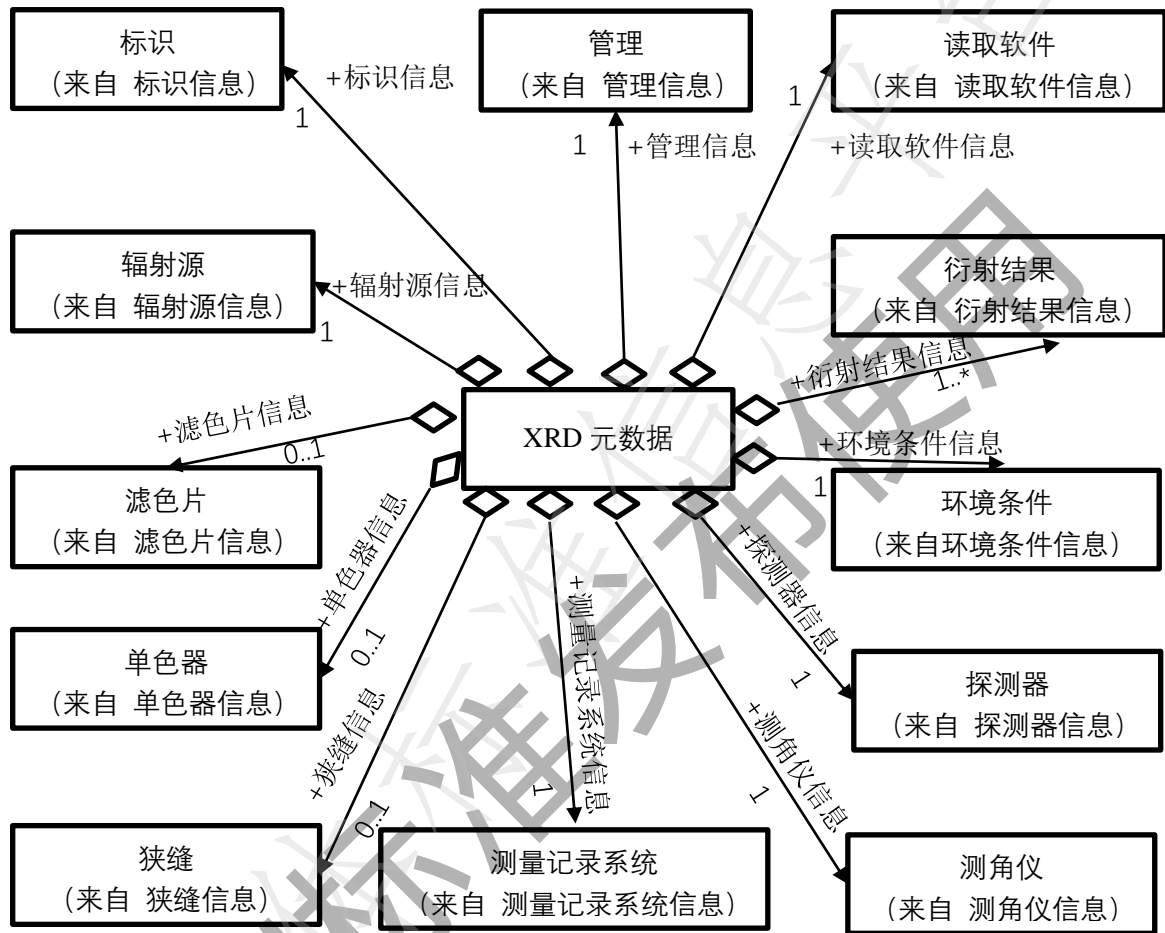 标识
(来自 标识信息)
+标识信息
1
管理
(来自 管理信息)
1
+管理信息
读取软件
(来自 读取软件信息)
1
+读取软件信息
辐射源
(来自 辐射源信息)
+辐射源信息
1
衍射结果
(来自 衍射结果信息)
+衍射结果信息
1..*
XRD 元数据
+滤色片信息
0..1
+环境条件信息
1
滤色片
(来自 滤色片信息)
环境条件
(来自环境条件信息)
+单色器信息
0..1
+测量记录系统信息
1
+探测器信息
1
单色器
(来自 单色器信息)
探测器
(来自 探测器信息)
+狭缝信息
0..1
+测角仪信息
1
狭缝
(来自 狭缝信息)
测量记录系统
(来自 测量记录系统信息)
测角仪
(来自 测角仪信息)
标准发布使用